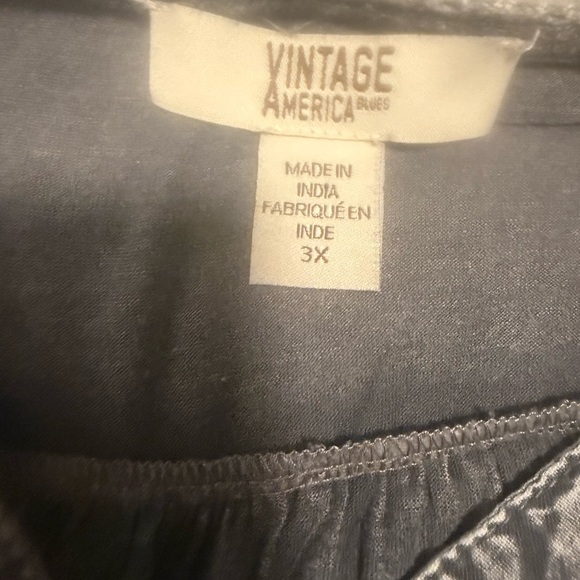 VINTAGE
AMERICA BLUES
MADE IN
INDIA
FABRIQUÉ EN
INDE
3X